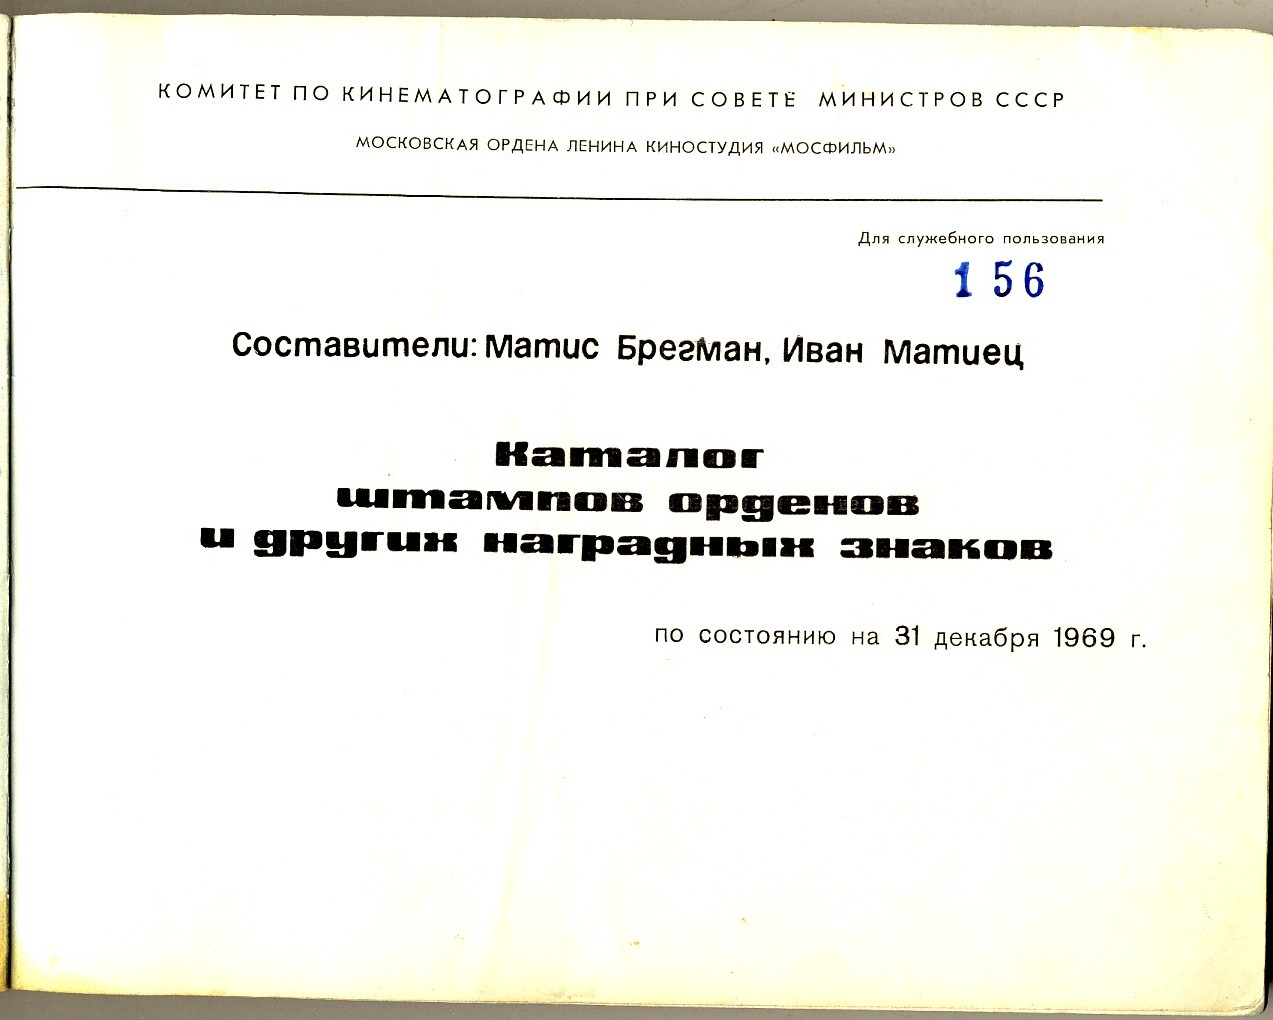 КОМИТЕТ ПО КИНЕМАТОГРАФИИ ПРИ СОВЕТЕ МИНИСТРОВ СССР
МОСКОВСКАЯ ОРДЕНА ЛЕНИНА КИНОСТУДИЯ «МОСФИЛЬМ»
Для служебного пользования
156
Составители: Матис Брегман, Иван Матиец
Каталог
штампов орденов
и других наградных знаков
по состоянию на 31 декабря 1969 г.